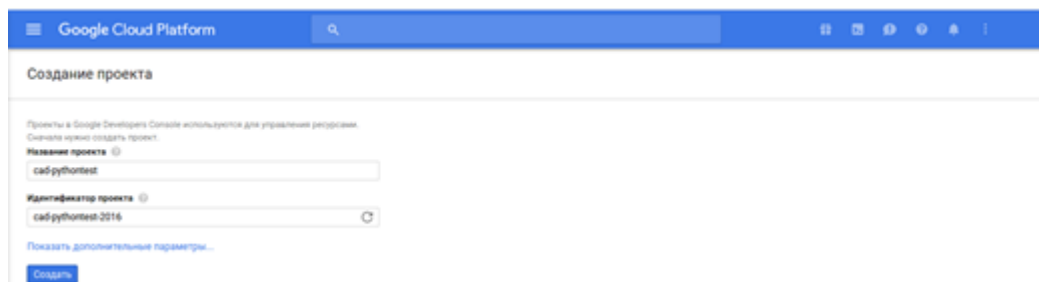 Google Cloud Platform
Создание проекта
Проекты в Google Developers Console используются для управления ресурсами.
Сначала нужно создать проект.
Название проекта
cad-pythontest
Идентификатор проекта
cad-pythontest-2016
Показать дополнительные параметры...
Создать